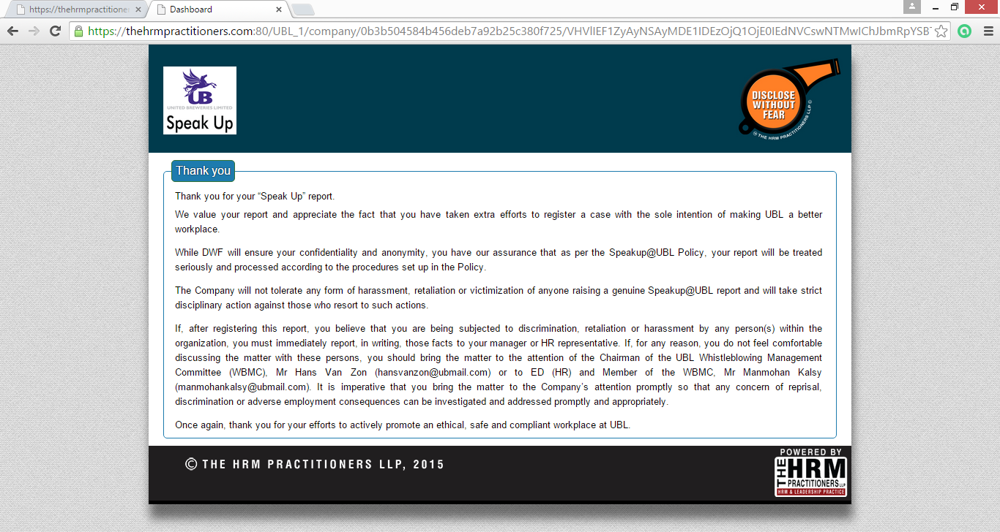 https://thehrmpractitione
Dashboard
https://thehrmpractitioners.com:80/UBL_1/company/0b3b504584b456deb7a92b25c380f725/
UB
UNITED BREWERIES LIMITED
Speak Up
DISCLOSE
WITHOUT
FEAR
THE HRM PRACTITIONERS LLP ©
Thank you
Thank you for your “Speak Up” report.
We value your report and appreciate the fact that you have taken extra efforts to register a case with the sole intention of making UBL a better
workplace.
While DWF will ensure your confidentiality and anonymity, you have our assurance that as per the Speakup@UBL Policy, your report will be treated
seriously and processed according to the procedures set up in the Policy.
The Company will not tolerate any form of harassment, retaliation or victimization of anyone raising a genuine Speakup@UBL report and will take strict
disciplinary action against those who resort to such actions.
If, after registering this report, you believe that you are being subjected to discrimination, retaliation or harassment by any person(s) within the
organization, you must immediately report, in writing, those facts to your manager or HR representative. If, for any reason, you do not feel comfortable
discussing the matter with these persons, you should bring the matter to the attention of the Chairman of the UBL Whistleblowing Management
Committee (WBMC), Mr Hans Van Zon (hansvanzon@ubmail.com) or to ED (HR) and Member of the WBMC, Mr Manmohan Kalsy
(manmohankalsy@ubmail.com). It is imperative that you bring the matter to the Company’s attention promptly so that any concern of reprisal,
discrimination or adverse employment consequences can be investigated and addressed promptly and appropriately.
Once again, thank you for your efforts to actively promote an ethical, safe and compliant workplace at UBL.
© THE HRM PRACTITIONERS LLP, 2015
POWERED BY
THE HRM
PRACTITIONERS LLP
HRM & LEADERSHIP PRACTICE